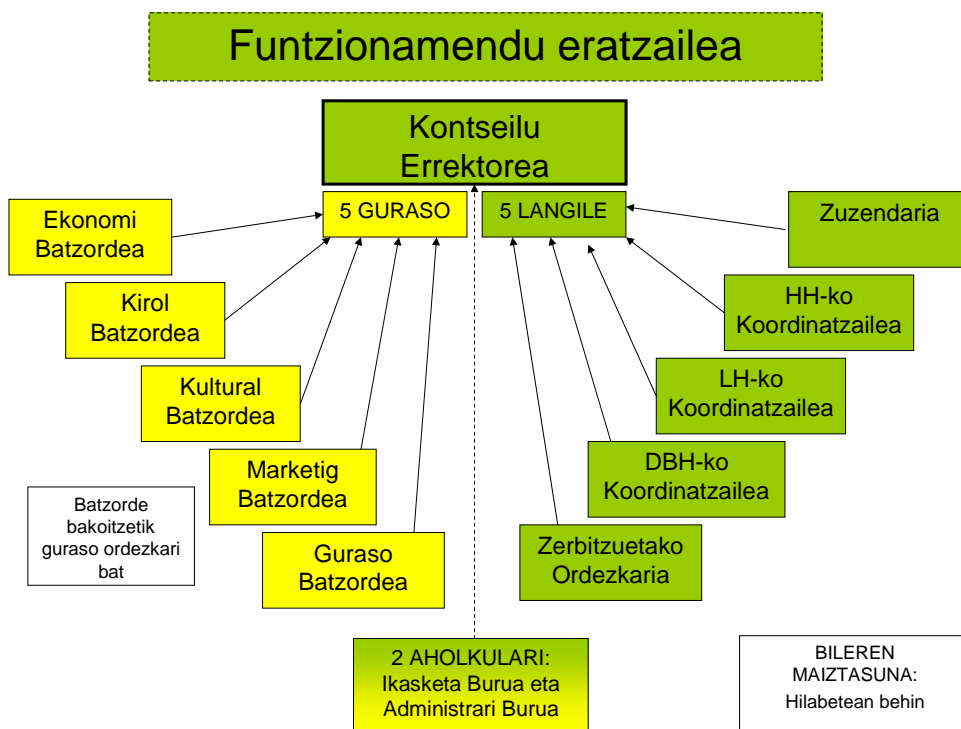 Funtzionamendu eratzailea
Kontseilu
Errektorea
5 GURASO
5 LANGILE
Ekonomi
Batzordea
Kirol
Batzordea
Kultural
Batzordea
Marketig
Batzordea
Guraso
Batzordea
Zuzendaria
HH-ko
Koordinatzailea
LH-ko
Koordinatzailea
DBH-ko
Koordinatzailea
Zerbitzuetako
Ordezkaria
Batzorde
bakoitzetik
guraso ordezkari
bat
2 AHOLKULARI:
Ikasketa Burua eta
Administrari Burua
BILEREN
MAIZTASUNA:
Hilabetean behin